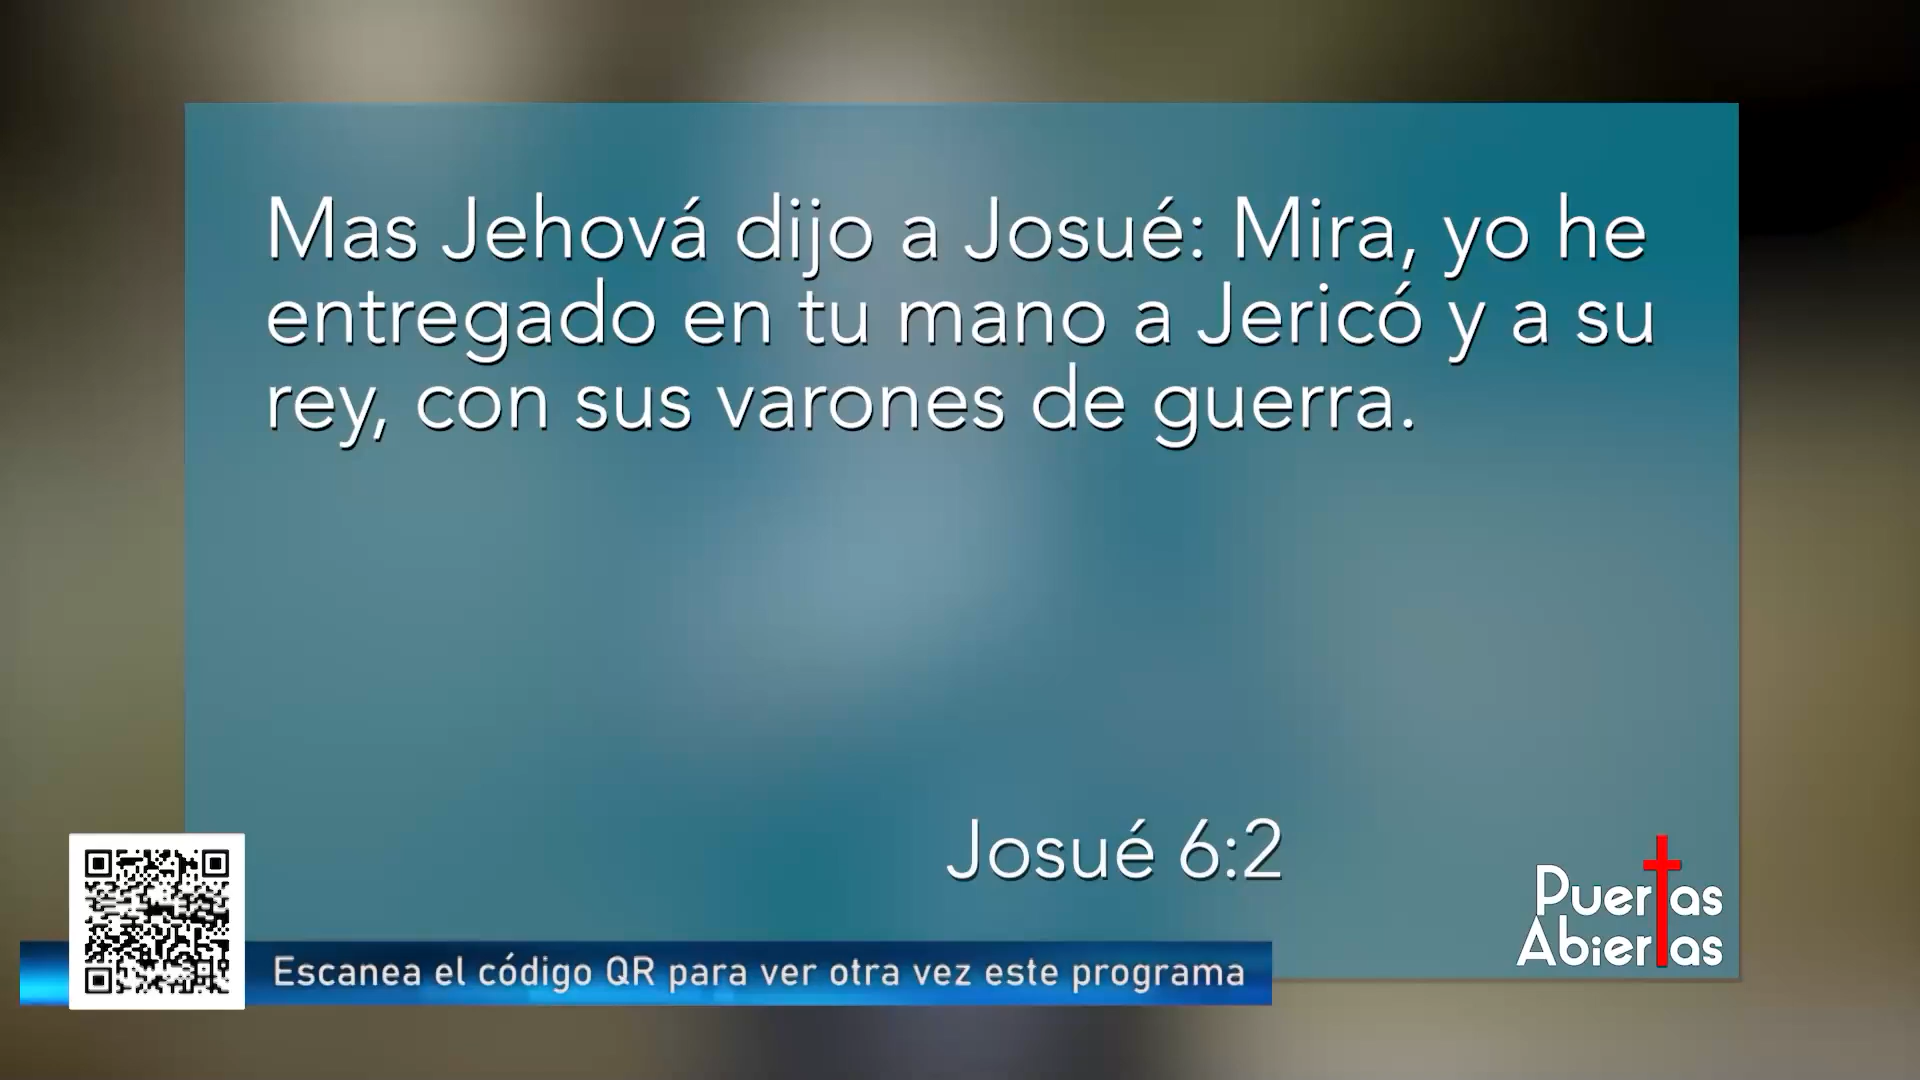 Mas Jehová dijo a Josué: Mira, yo he
entregado en tu mano a Jericó y a su
rey, con sus varones de guerra.
Josué 6:2
Puertas
Abiertas
Escanea el código QR para ver otra vez este programa